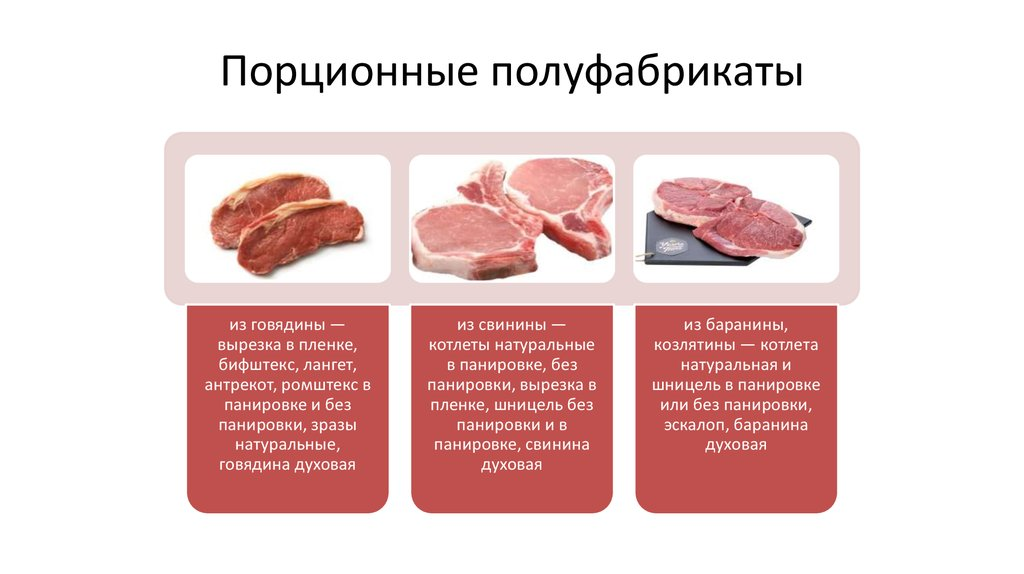 Порционные полуфабрикаты
из говядины —
вырезка в пленке,
бифштекс, лангет,
антрекот, ромштекс в
панировке и без
панировки, зразы
натуральные,
говядина духовая
из свинины —
котлеты натуральные
в панировке, без
панировки, вырезка в
пленке, шницель без
панировки и в
панировке, свинина
духовая
из баранины,
козлятины — котлета
натуральная и
шницель в панировке
или без панировки,
эскалоп, баранина
духовая